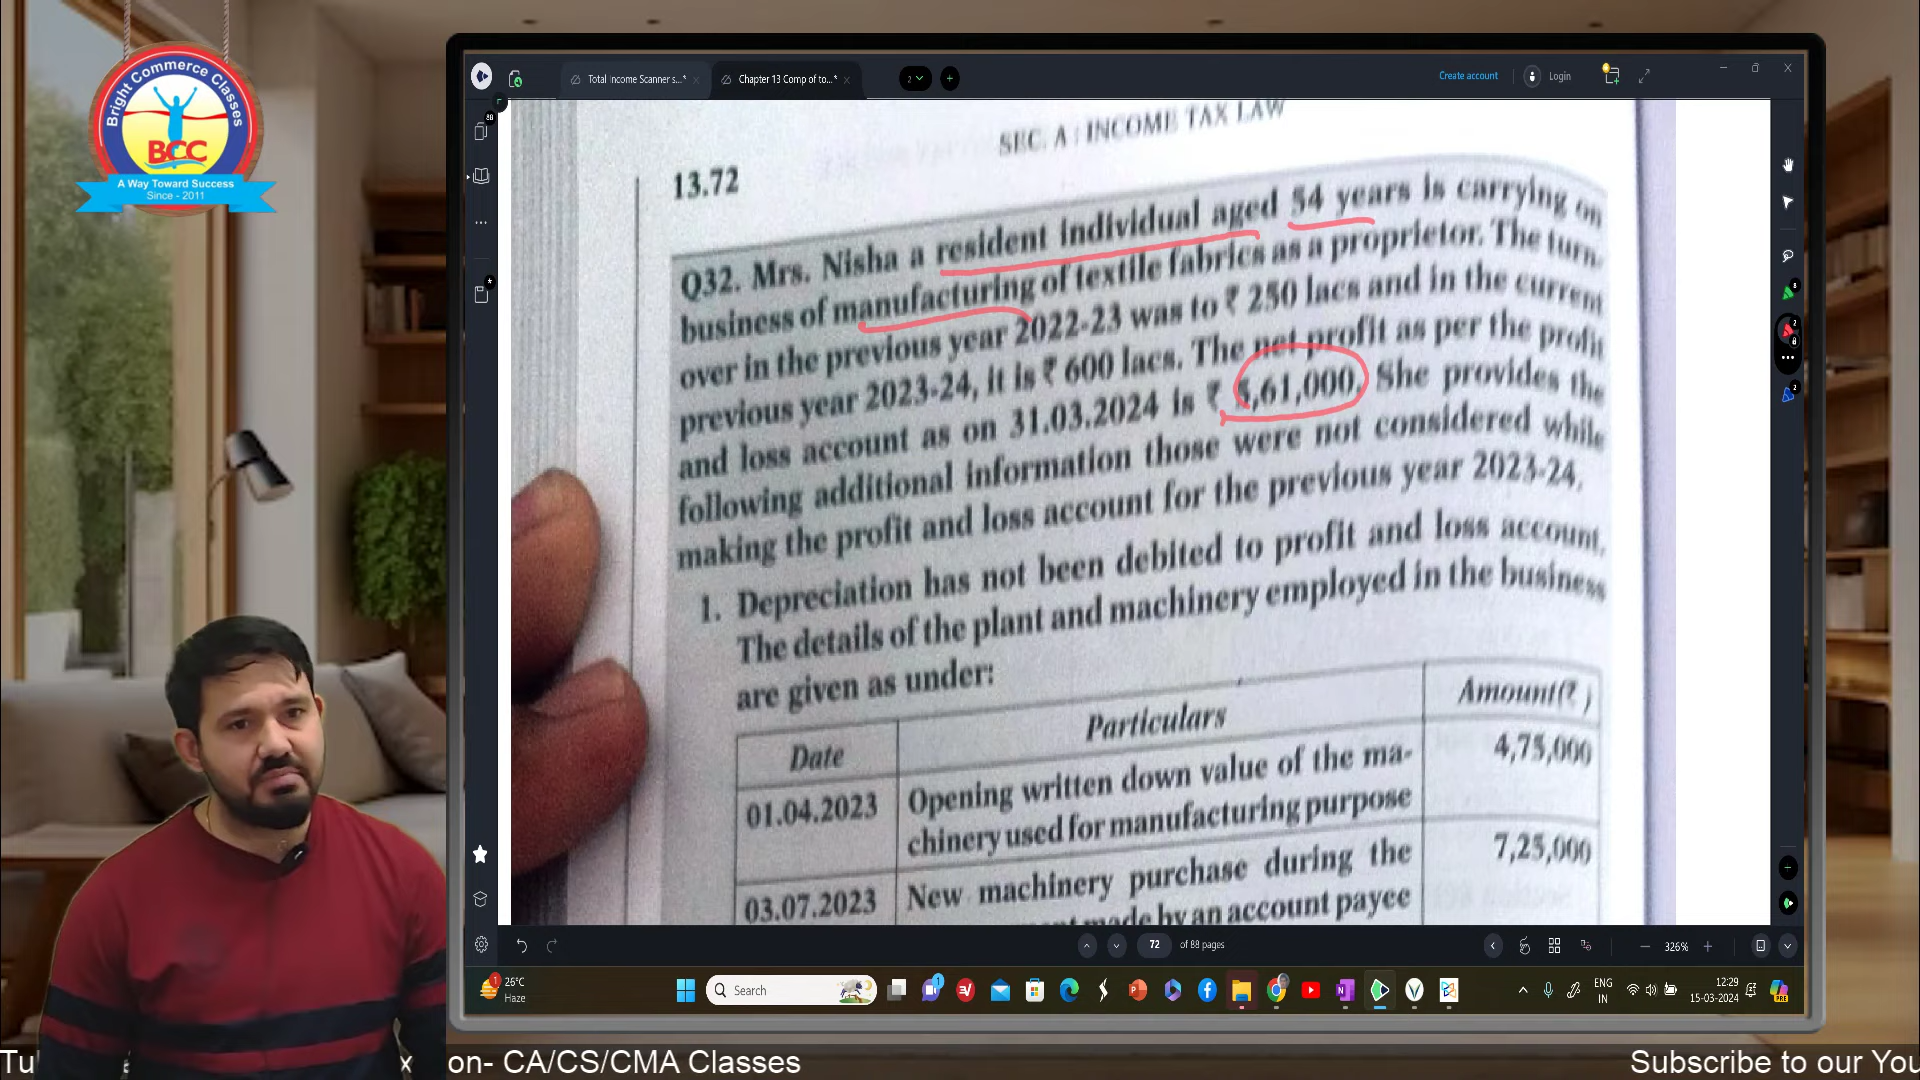 Bright Commerce Classes
BCC
A Way Toward Success
Since - 2011
Total Income Scanner s...*
Chapter 13 Comp of to...*
2
Create account
Login
88
SEC. A : INCOME TAX LAW
13.72
Q32. Mrs. Nisha a resident individual aged 54 years is carrying on
business of manufacturing of textile fabrics as a proprietor. The turn-
over in the previous year 2022-23 was to ₹ 250 lacs and in the current
previous year 2023-24, it is ₹ 600 lacs. The net profit as per the profit
and loss account as on 31.03.2024 is ₹ ,61,000. She provides the
following additional information those were not considered while
making the profit and loss account for the previous year 2023-24.
1. Depreciation has not been debited to profit and loss account.
The details of the plant and machinery employed in the business
are given as under:
Date Particulars Amount(₹)
01.04.2023 Opening written down value of the ma- 4,75,000
chinery used for manufacturing purpose
03.07.2023 New machinery purchase during the 7,25,000
made by an account payee
72 of 88 pages
326%
26°C
Haze
Search
ENG
IN
12:29
15-03-2024
Tu
x on- CA/CS/CMA Classes
Subscribe to our You